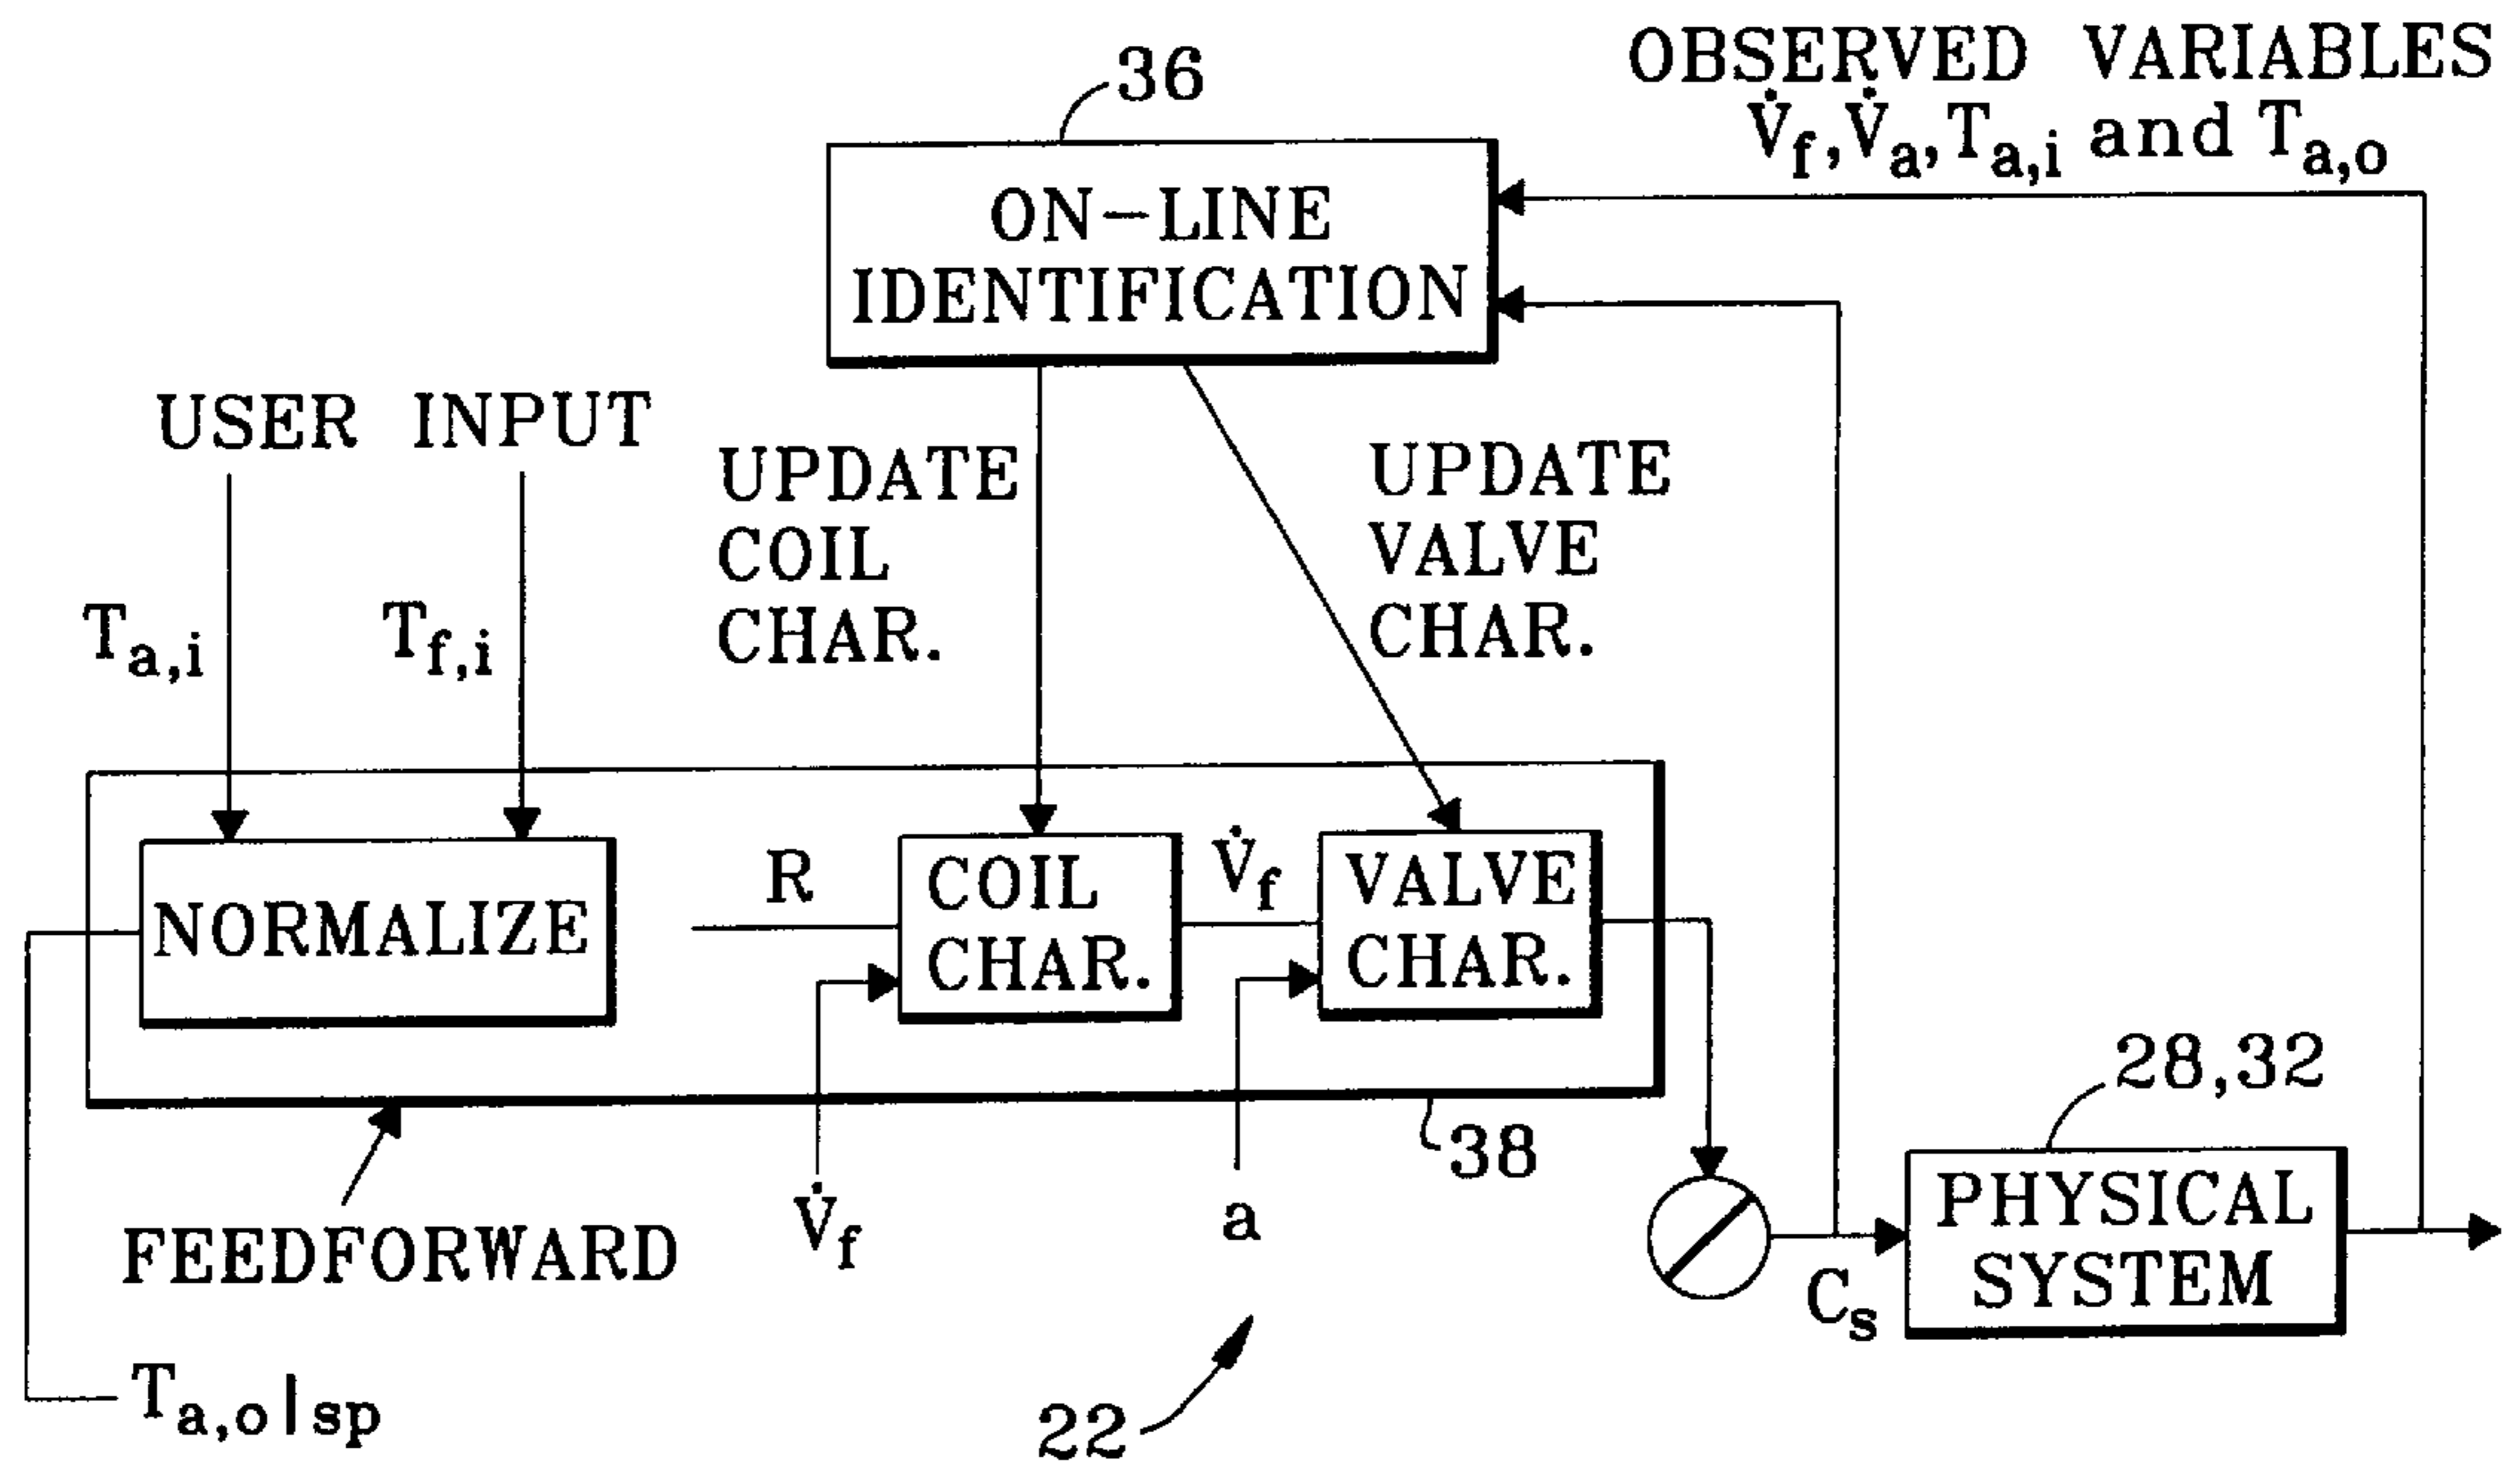 36
OBSERVED VARIABLES
V̇f, V̇a, Ta,i and Ta,o
ON—LINE
IDENTIFICATION
USER INPUT
UPDATE
COIL
CHAR.
UPDATE
VALVE
CHAR.
Ta,i
Tf,i
NORMALIZE
R
COIL
CHAR.
V̇f
VALVE
CHAR.
FEEDFORWARD
V̇f
a
38
28,32
PHYSICAL
SYSTEM
Cs
Ta,o|sp
22